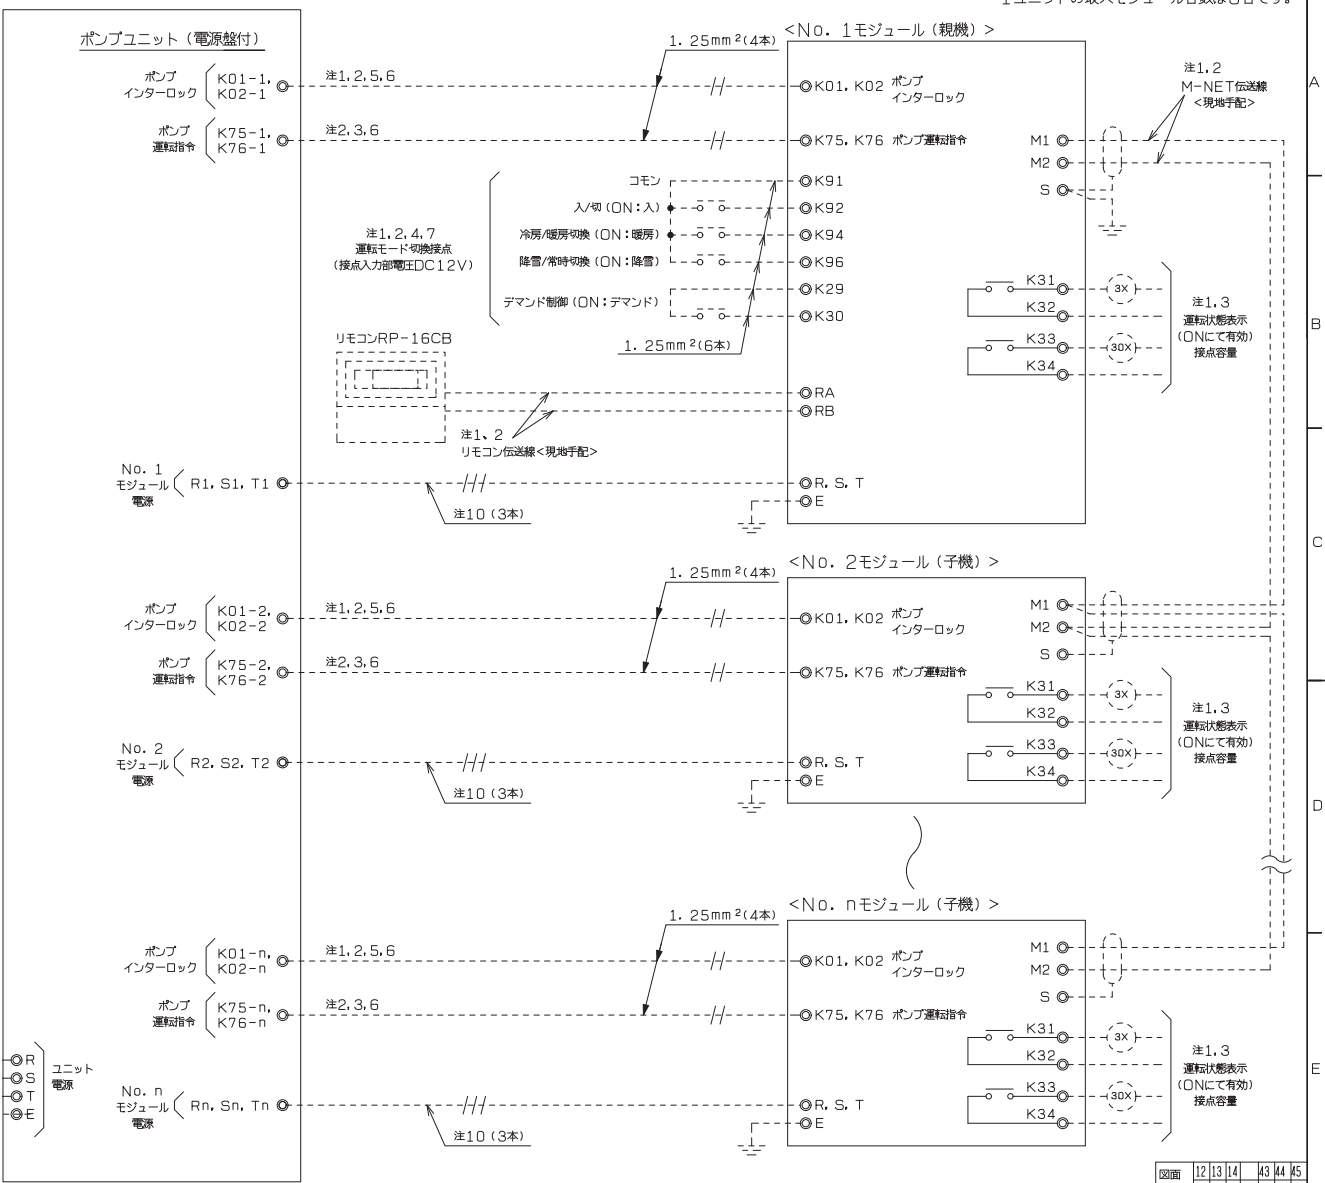 ポンプユニット（電源盤付）
ポンプ
インターロック
K01-1,
K02-1
注1,2,5,6
ポンプ
運転指令
K75-1,
K76-1
注2,3,6
1．25mm²(4本)
<No．1モジュール（親機）>
K01，K02 ポンプ
インターロック
K75，K76 ポンプ運転指令
コモン
入/切（ON：入）
冷房/暖房切換（ON：暖房）
降雪/常時切換（ON：降雪）
デマンド制御（ON：デマンド）
注1,2,4,7
運転モード切換接点
（接点入力部電圧DC12V）
K91
K92
K94
K96
K29
K30
1．25mm²(6本)
リモコンRP-16CB
RA
RB
注1、2
リモコン伝送線<現地手配>
No．1
モジュール
電源
R1，S1，T1
注10（3本）
R，S，T
E
M1
M2
S
注1,2
M-NET伝送線
<現地手配>
K31
K32
K33
K34
3X
30X
注1,3
運転状態表示
（ONにて有効）
接点容量
<No．2モジュール（子機）>
1．25mm²(4本)
ポンプ
インターロック
K01-2,
K02-2
注1,2,5,6
K01，K02 ポンプ
インターロック
ポンプ
運転指令
K75-2,
K76-2
注2,3,6
K75，K76 ポンプ運転指令
No．2
モジュール
電源
R2，S2，T2
注10（3本）
R，S，T
E
M1
M2
S
K31
K32
K33
K34
3X
30X
注1,3
運転状態表示
（ONにて有効）
接点容量
<No．nモジュール（子機）>
1．25mm²(4本)
ポンプ
インターロック
K01-n,
K02-n
注1,2,5,6
K01，K02 ポンプ
インターロック
ポンプ
運転指令
K75-n,
K76-n
注2,3,6
K75，K76 ポンプ運転指令
R
S
T
E
ユニット
電源
No．n
モジュール
電源
Rn，Sn，Tn
注10（3本）
R，S，T
E
M1
M2
S
K31
K32
K33
K34
3X
30X
注1,3
運転状態表示
（ONにて有効）
接点容量
A
B
C
D
E
図面 12 13 14 43 44 45